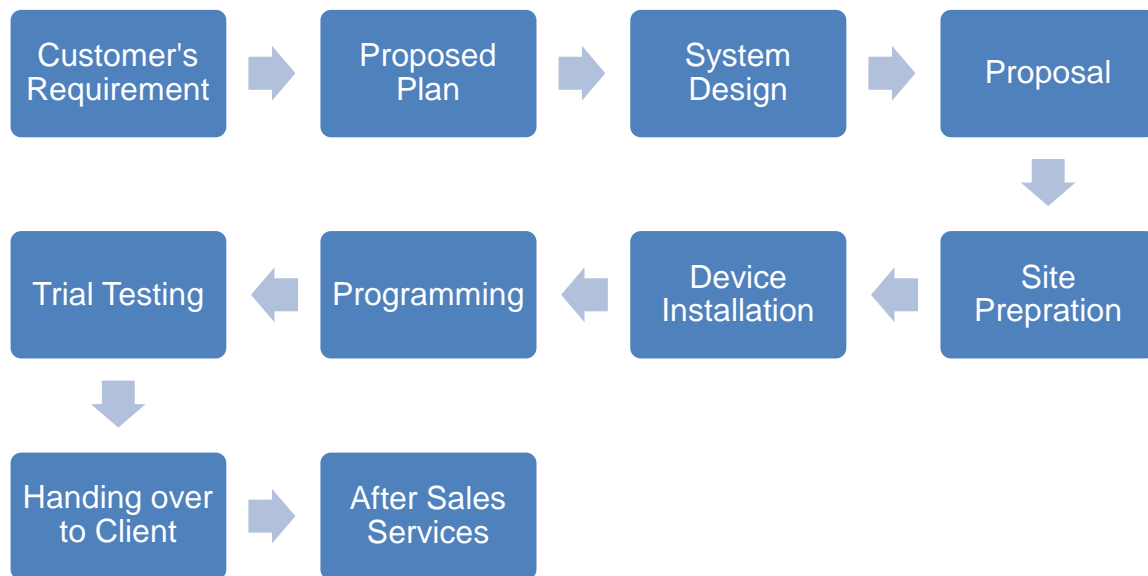 Customer's
Requirement
Proposed
Plan
System
Design
Proposal
Site
Prepration
Device
Installation
Programming
Trial Testing
Handing over
to Client
After Sales
Services